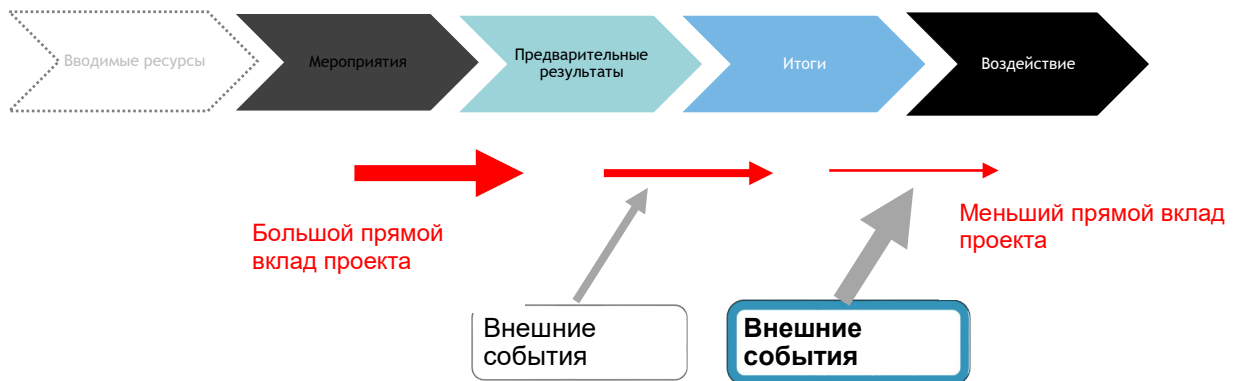 Вводимые ресурсы
Мероприятия
Предварительные
результаты
Итоги
Воздействие
Большой прямой
вклад проекта
Меньший прямой вклад
проекта
Внешние
события
Внешние
события